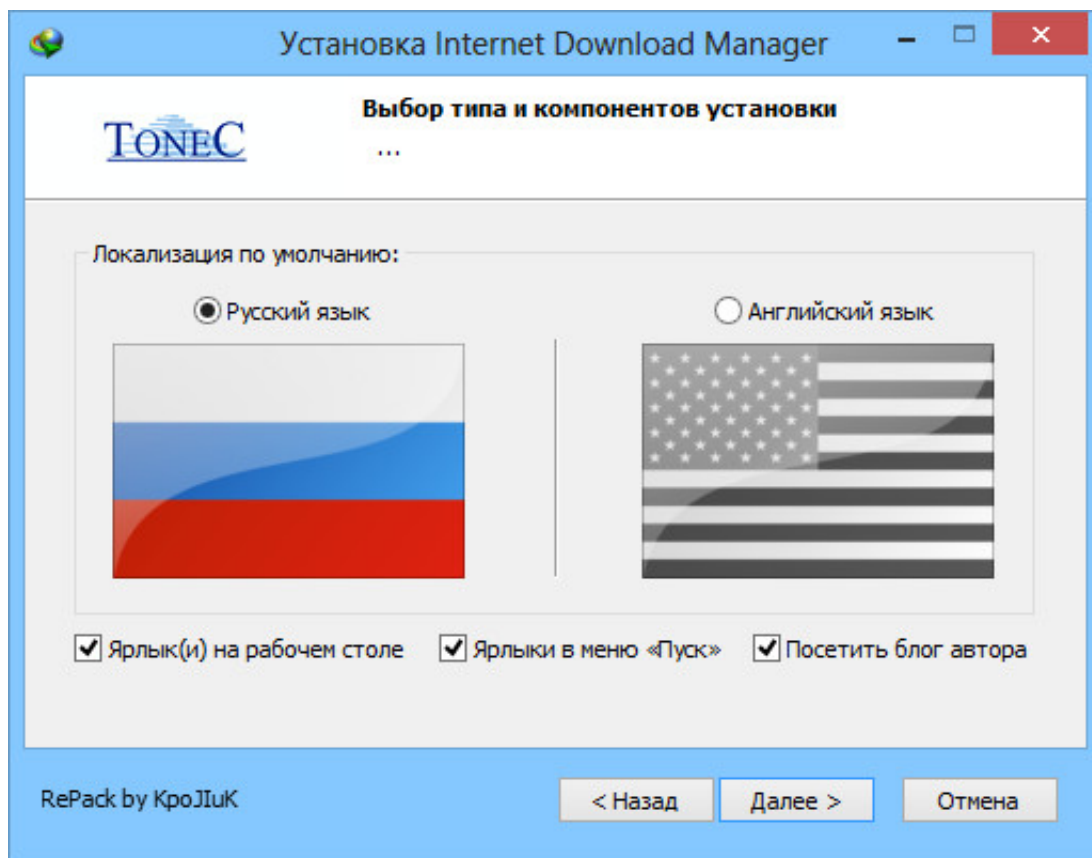 Установка Internet Download Manager
TONEC
Выбор типа и компонентов установки
...
Локализация по умолчанию:
Русский язык
Английский язык
Ярлык(и) на рабочем столе
Ярлыки в меню «Пуск»
Посетить блог автора
RePack by KpoJIuK
< Назад
Далее >
Отмена